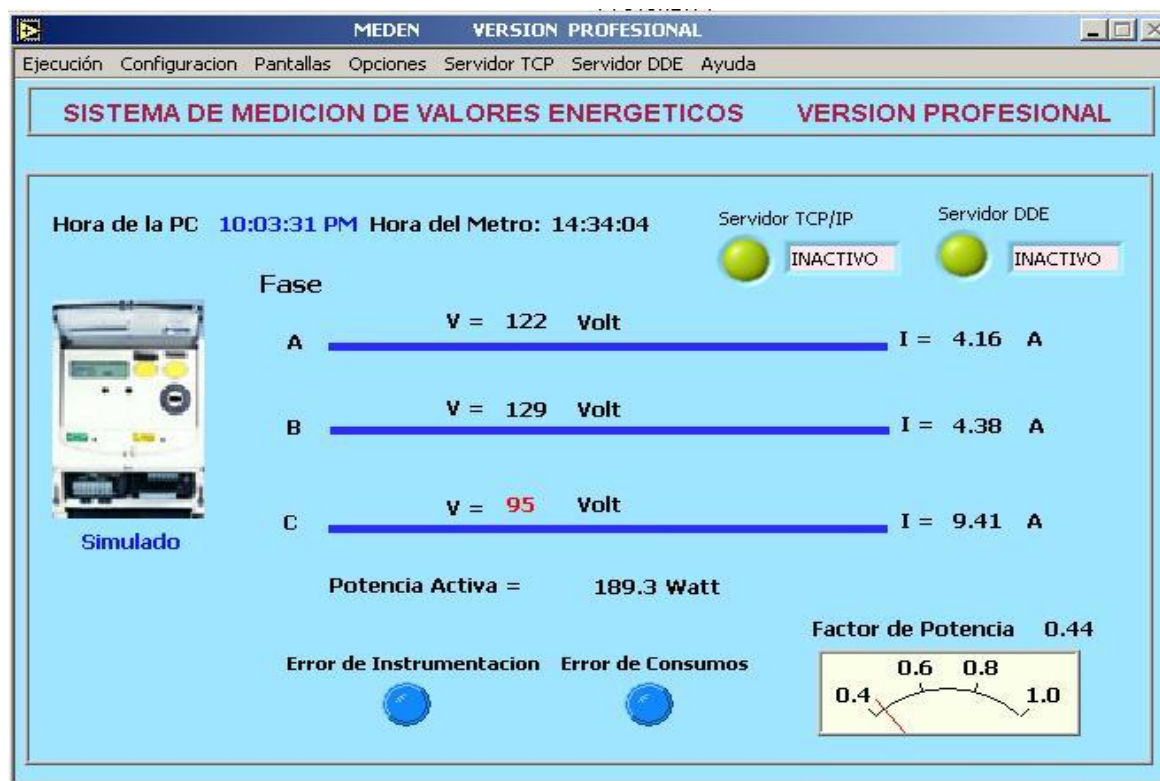 MEDEN VERSION PROFESIONAL
Ejecución Configuracion Pantallas Opciones Servidor TCP Servidor DDE Ayuda
SISTEMA DE MEDICION DE VALORES ENERGETICOS VERSION PROFESIONAL
Hora de la PC 10:03:31 PM Hora del Metro: 14:34:04
Servidor TCP/IP
INACTIVO
Servidor DDE
INACTIVO
Fase
A V = 122 Volt I = 4.16 A
B V = 129 Volt I = 4.38 A
C V = 95 Volt I = 9.41 A
Simulado
Potencia Activa = 189.3 Watt
Factor de Potencia 0.44
Error de Instrumentacion Error de Consumos
0.4 0.6 0.8 1.0